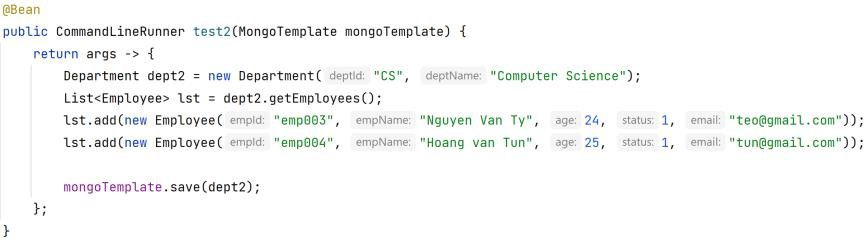 @Bean
public CommandLineRunner test2(MongoTemplate mongoTemplate) {
return args -> {
Department dept2 = new Department( deptId: "CS", deptName: "Computer Science");
List<Employee> lst = dept2.getEmployees();
lst.add(new Employee( empId: "emp003", empName: "Nguyen Van Ty", age: 24, status: 1, email: "teo@gmail.com"));
lst.add(new Employee( empId: "emp004", empName: "Hoang van Tun", age: 25, status: 1, email: "tun@gmail.com"));
mongoTemplate.save(dept2);
};
}